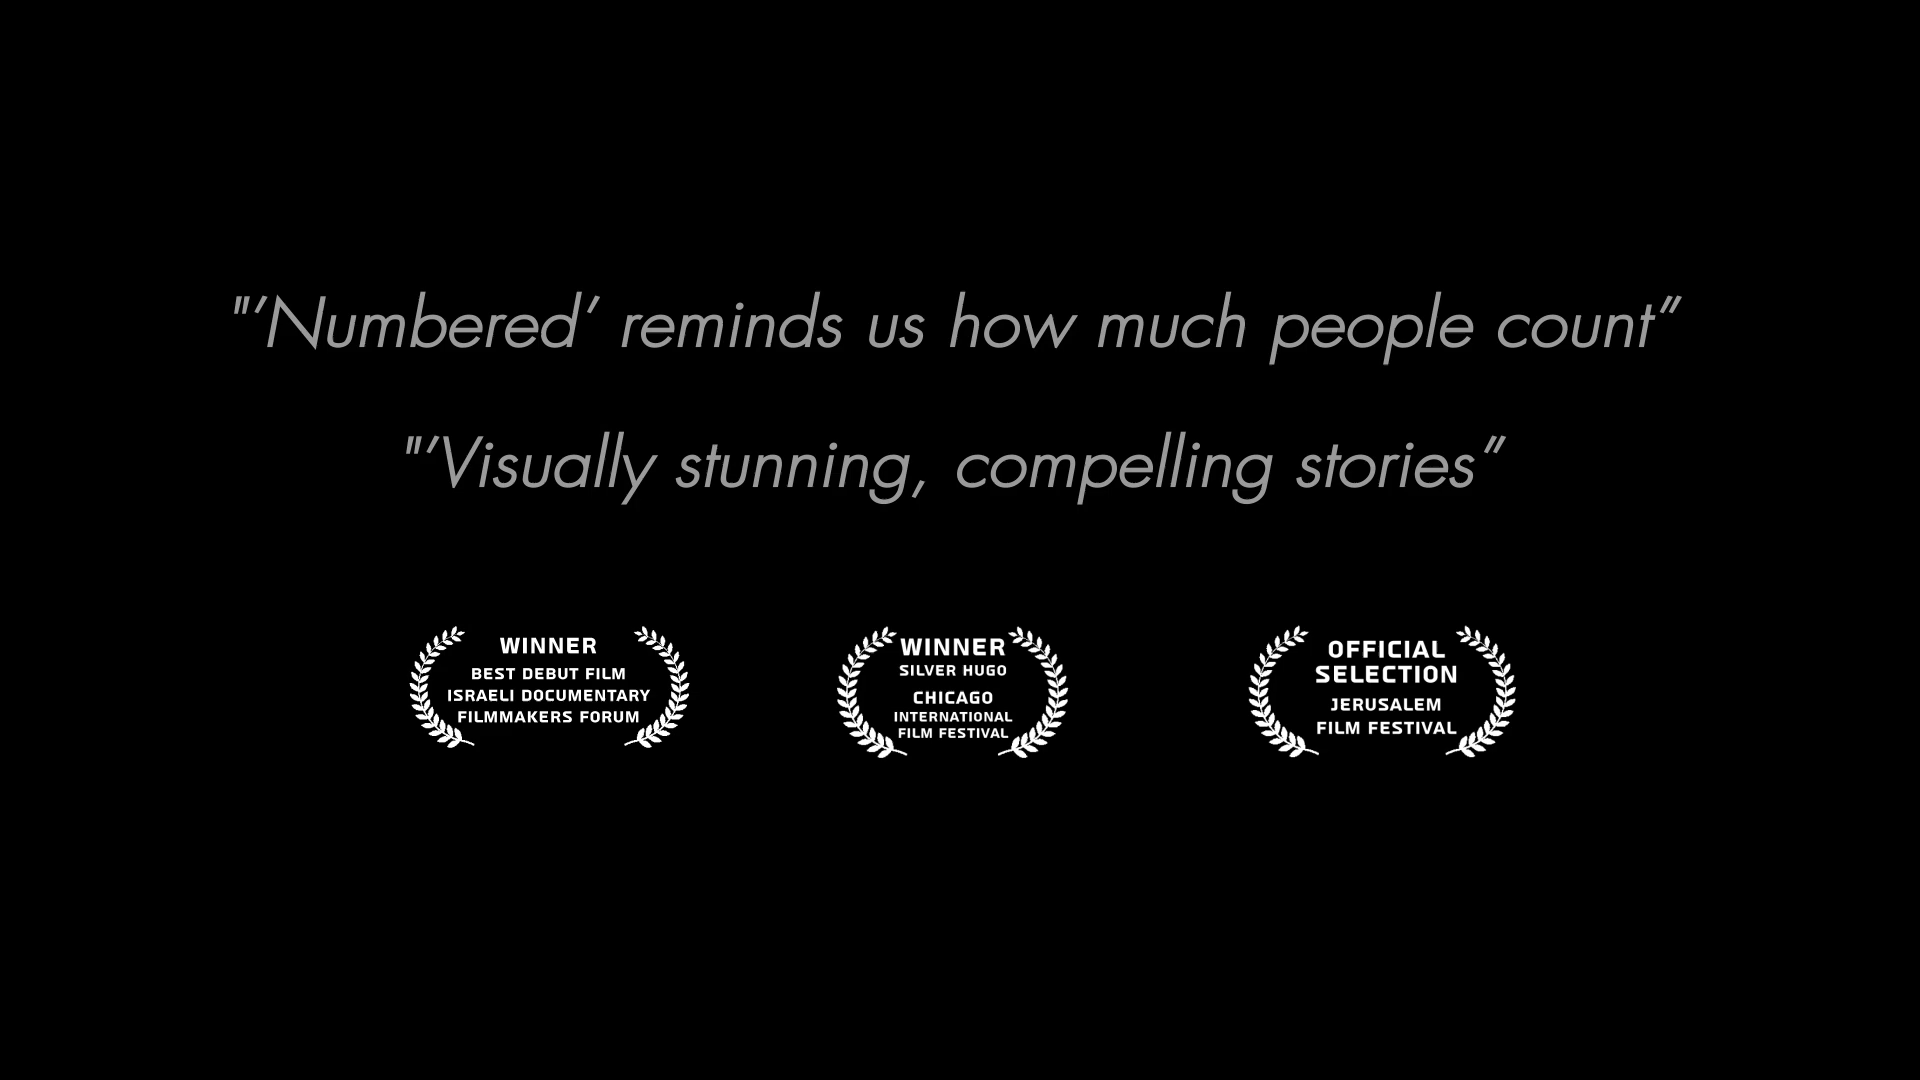 "’Numbered’ reminds us how much people count”
"’Visually stunning, compelling stories”
WINNER
BEST DEBUT FILM
ISRAELI DOCUMENTARY
FILMMAKERS FORUM
WINNER
SILVER HUGO
CHICAGO
INTERNATIONAL
FILM FESTIVAL
OFFICIAL
SELECTION
JERUSALEM
FILM FESTIVAL